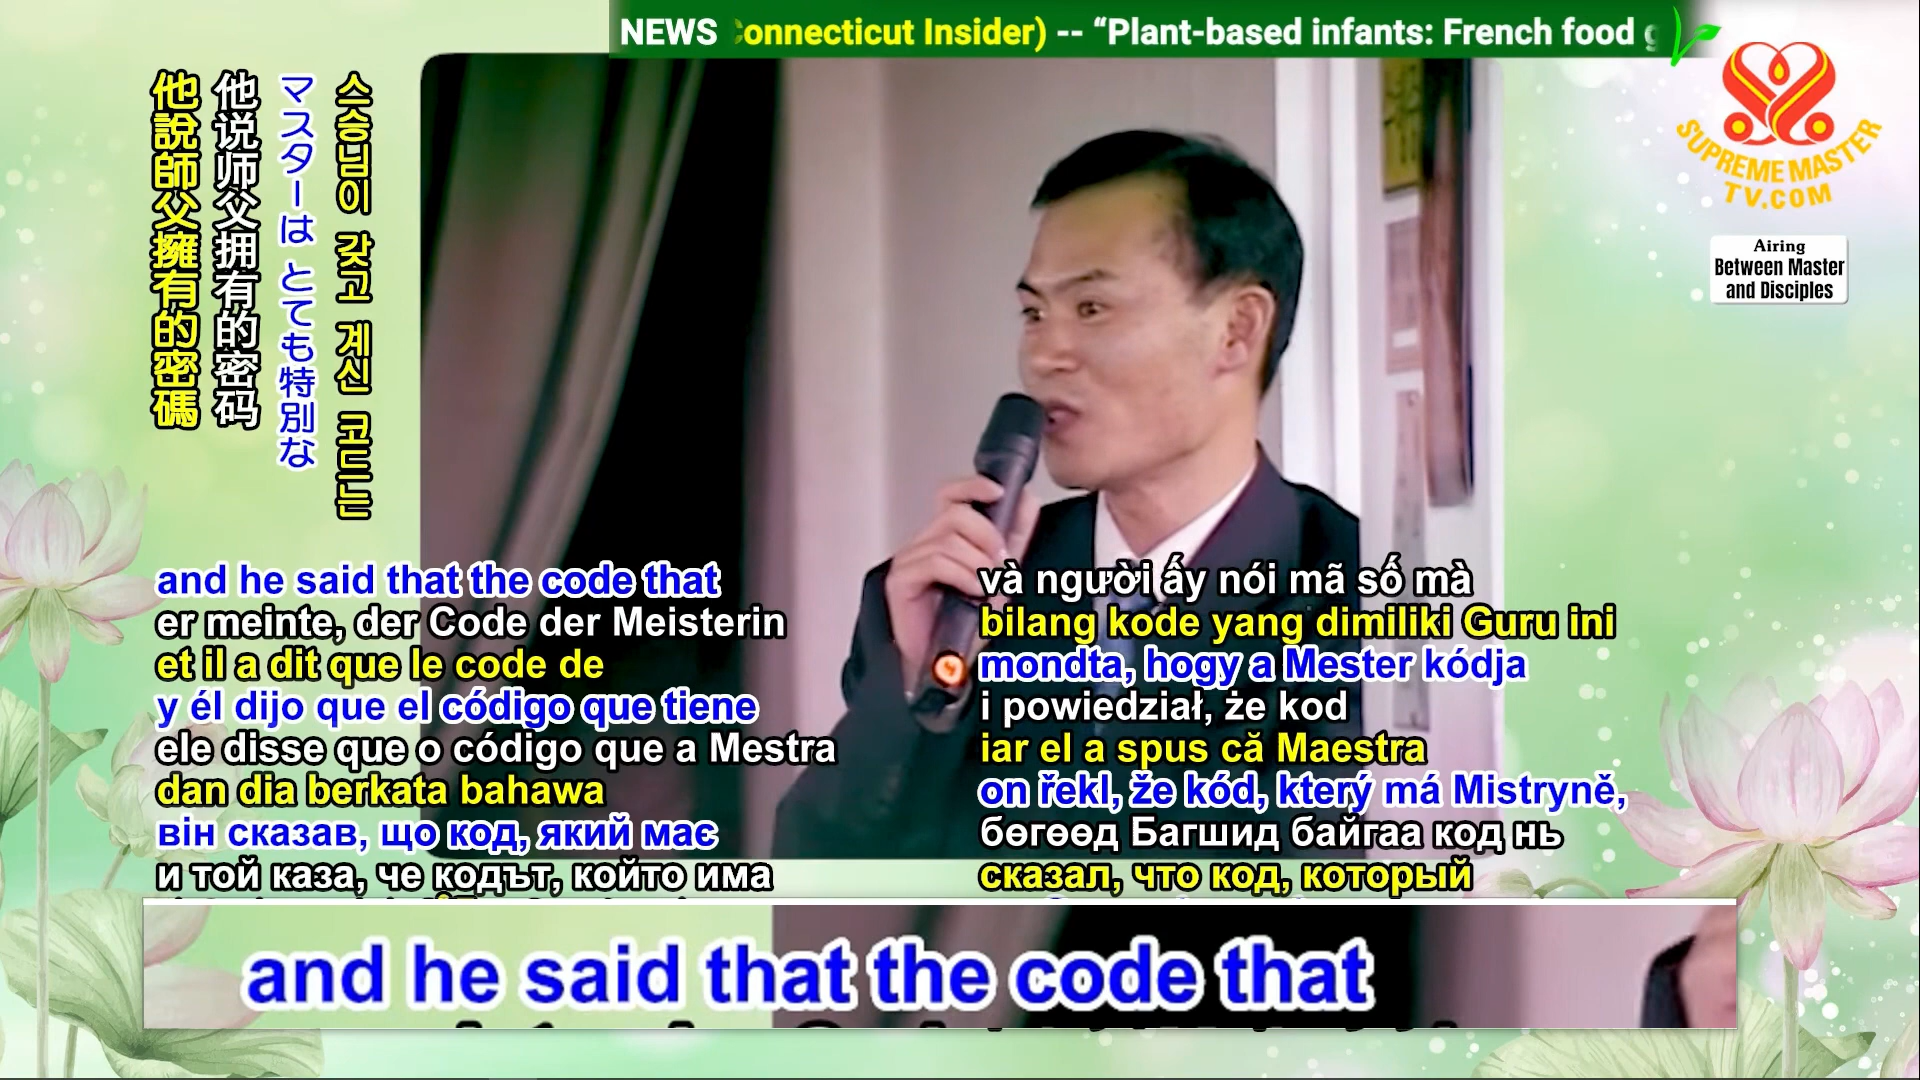 NEWS onnecticut Insider) -- “Plant-based infants: French food
SUPREME MASTER
TV.COM
Airing
Between Master
and Disciples
스승님이 갖고 계신 코드는
マスターは とても特別な
他说师父拥有的密码
他說師父擁有的密碼
and he said that the code that
er meinte, der Code der Meisterin
et il a dit que le code de
y él dijo que el código que tiene
ele disse que o código que a Mestra
dan dia berkata bahawa
він сказав, що код, який має
и той каза, че кодът, който има
và người ấy nói mã số mà
bilang kode yang dimiliki Guru ini
mondta, hogy a Mester kódja
i powiedział, że kod
iar el a spus că Maestra
on řekl, že kód, který má Mistryně,
бөгөөд Багшид байгаа код нь
сказал, что код, который
and he said that the code that